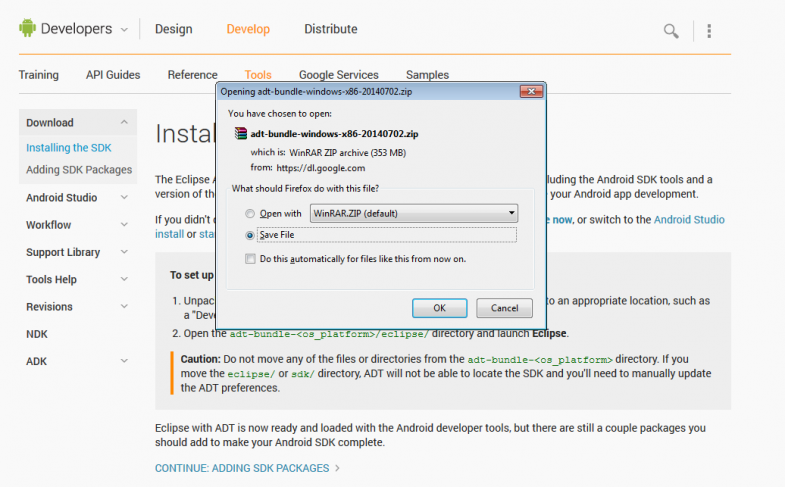 Developers
Design
Develop
Distribute
Training
API Guides
Reference
Tools
Google Services
Samples
Download
Installing the SDK
Adding SDK Packages
Android Studio
Workflow
Support Library
Tools Help
Revisions
NDK
ADK
Opening adt-bundle-windows-x86-20140702.zip
You have chosen to open:
adt-bundle-windows-x86-20140702.zip
which is: WinRAR ZIP archive (353 MB)
from: https://dl.google.com
What should Firefox do with this file?
Open with
WinRAR.ZIP (default)
Save File
Do this automatically for files like this from now on.
OK
Cancel
The Eclipse
cluding the Android SDK tools and a
version of the
your Android app development.
If you didn't
now, or switch to the Android Studio
install or
To set up
1. Unpac
to an appropriate location, such as
a "Deve
2. Open the adt-bundle-<os_platform>/eclipse/ directory and launch Eclipse.
Caution: Do not move any of the files or directories from the adt-bundle-<os_platform> directory. If you
move the eclipse/ or sdk/ directory, ADT will not be able to locate the SDK and you'll need to manually update
the ADT preferences.
Eclipse with ADT is now ready and loaded with the Android developer tools, but there are still a couple packages you
should add to make your Android SDK complete.
CONTINUE: ADDING SDK PACKAGES >